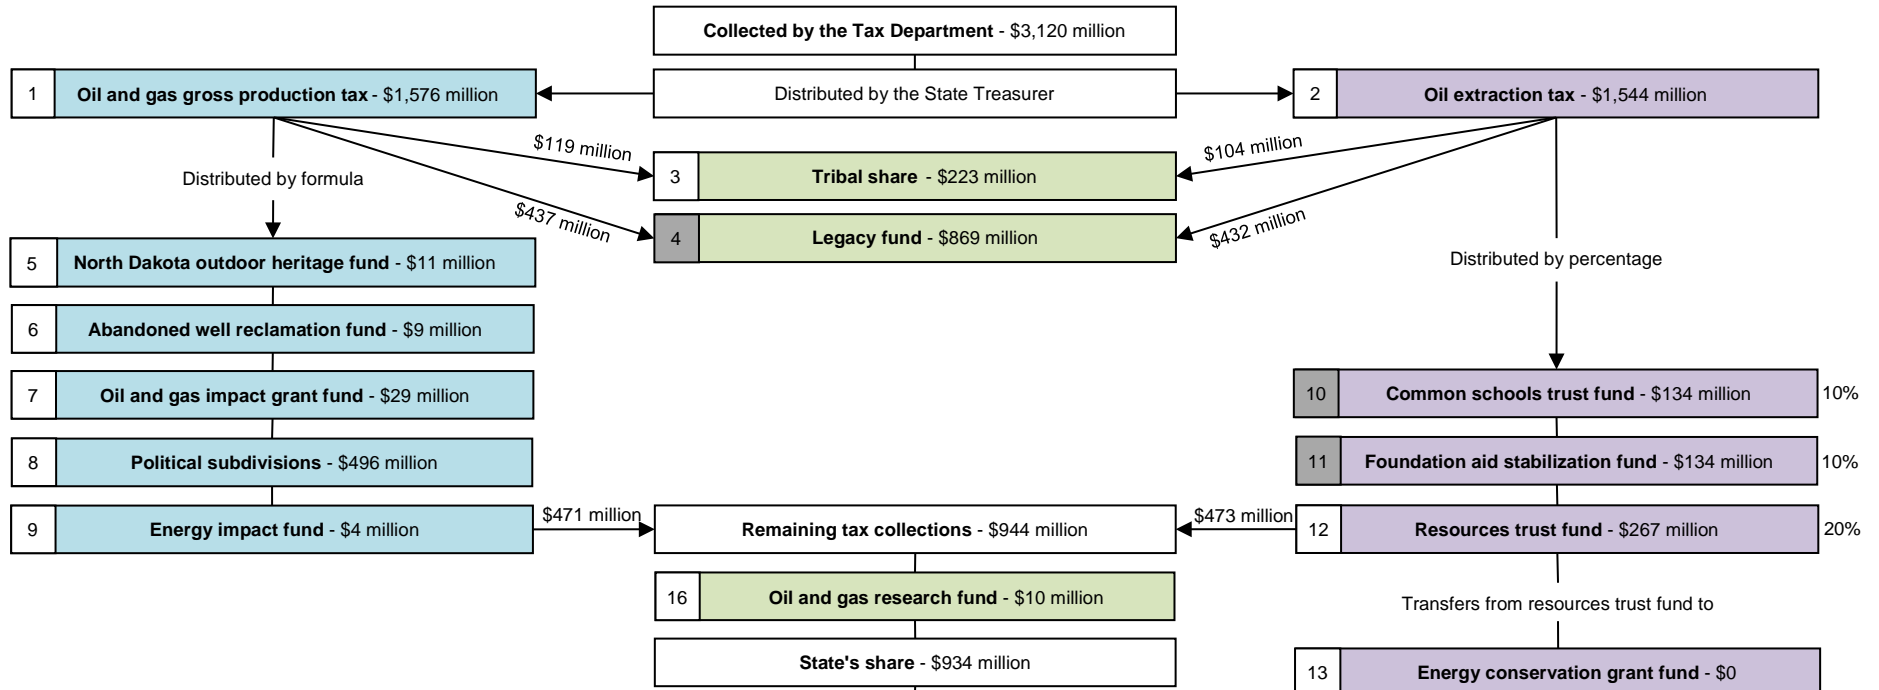 Collected by the Tax Department - $3,120 million
1 Oil and gas gross production tax - $1,576 million
Distributed by the State Treasurer
2 Oil extraction tax - $1,544 million
$119 million
$104 million
3 Tribal share - $223 million
Distributed by formula
$437 million
$432 million
4 Legacy fund - $869 million
5 North Dakota outdoor heritage fund - $11 million
Distributed by percentage
6 Abandoned well reclamation fund - $9 million
7 Oil and gas impact grant fund - $29 million
10 Common schools trust fund - $134 million 10%
8 Political subdivisions - $496 million
11 Foundation aid stabilization fund - $134 million 10%
9 Energy impact fund - $4 million
$471 million
Remaining tax collections - $944 million
$473 million
12 Resources trust fund - $267 million 20%
16 Oil and gas research fund - $10 million
Transfers from resources trust fund to
State's share - $934 million
13 Energy conservation grant fund - $0